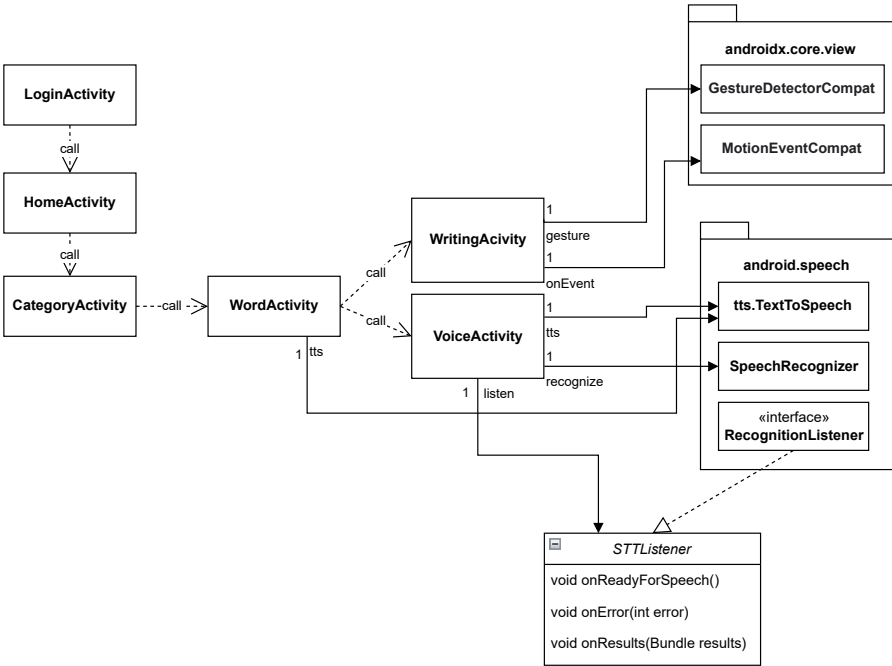 androidx.core.view
GestureDetectorCompat
MotionEventCompat
LoginActivity
call
HomeActivity
call
CategoryActivity
call
WordActivity
1
tts
call
call
WritingAcivity
1
gesture
1
onEvent
VoiceActivity
1
tts
1
recognize
1
listen
android.speech
tts.TextToSpeech
SpeechRecognizer
«interface»
RecognitionListener
STTListener
void onReadyForSpeech()
void onError(int error)
void onResults(Bundle results)